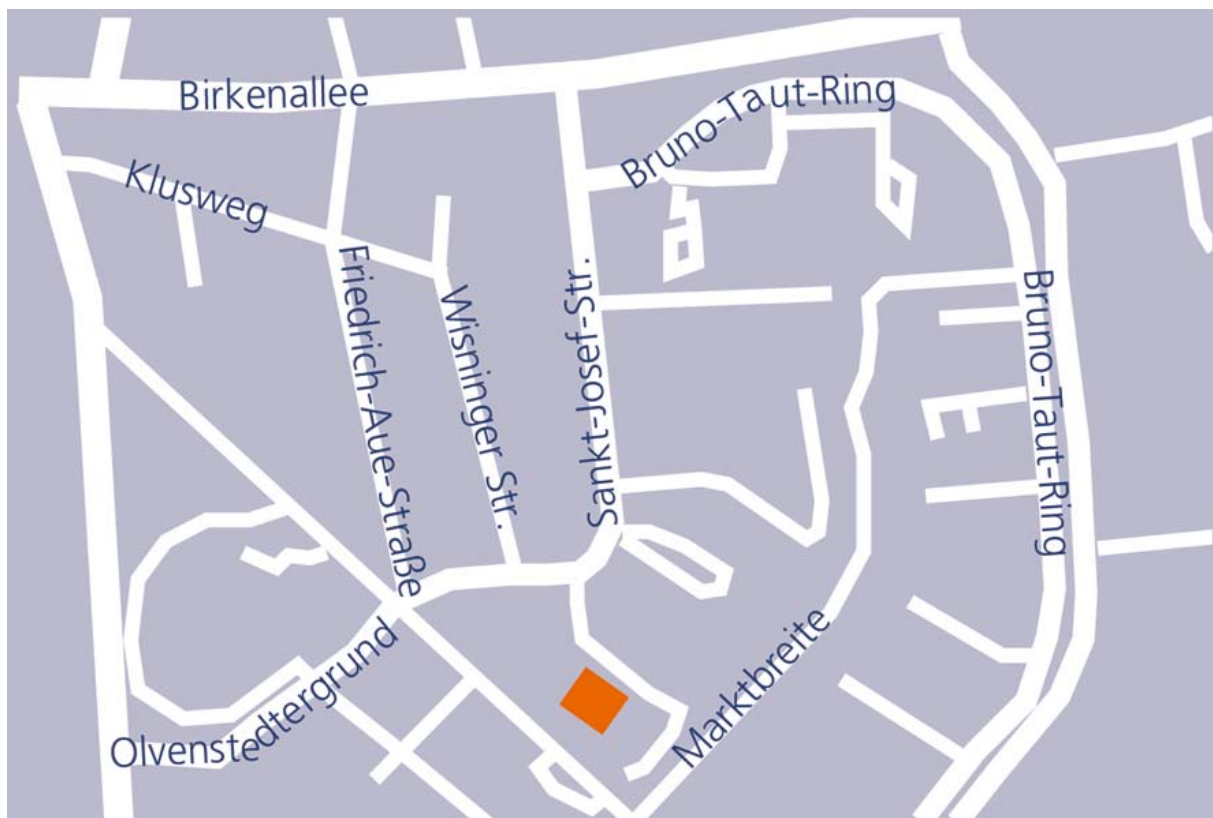 Birkenallee
Bruno-Taut-Ring
Klusweg
Friedrich-Aue-Straße
Wisninger Str.
Sankt-Josef-Str.
Bruno-Taut-Ring
Marktbreite
Olvenstedtergrund